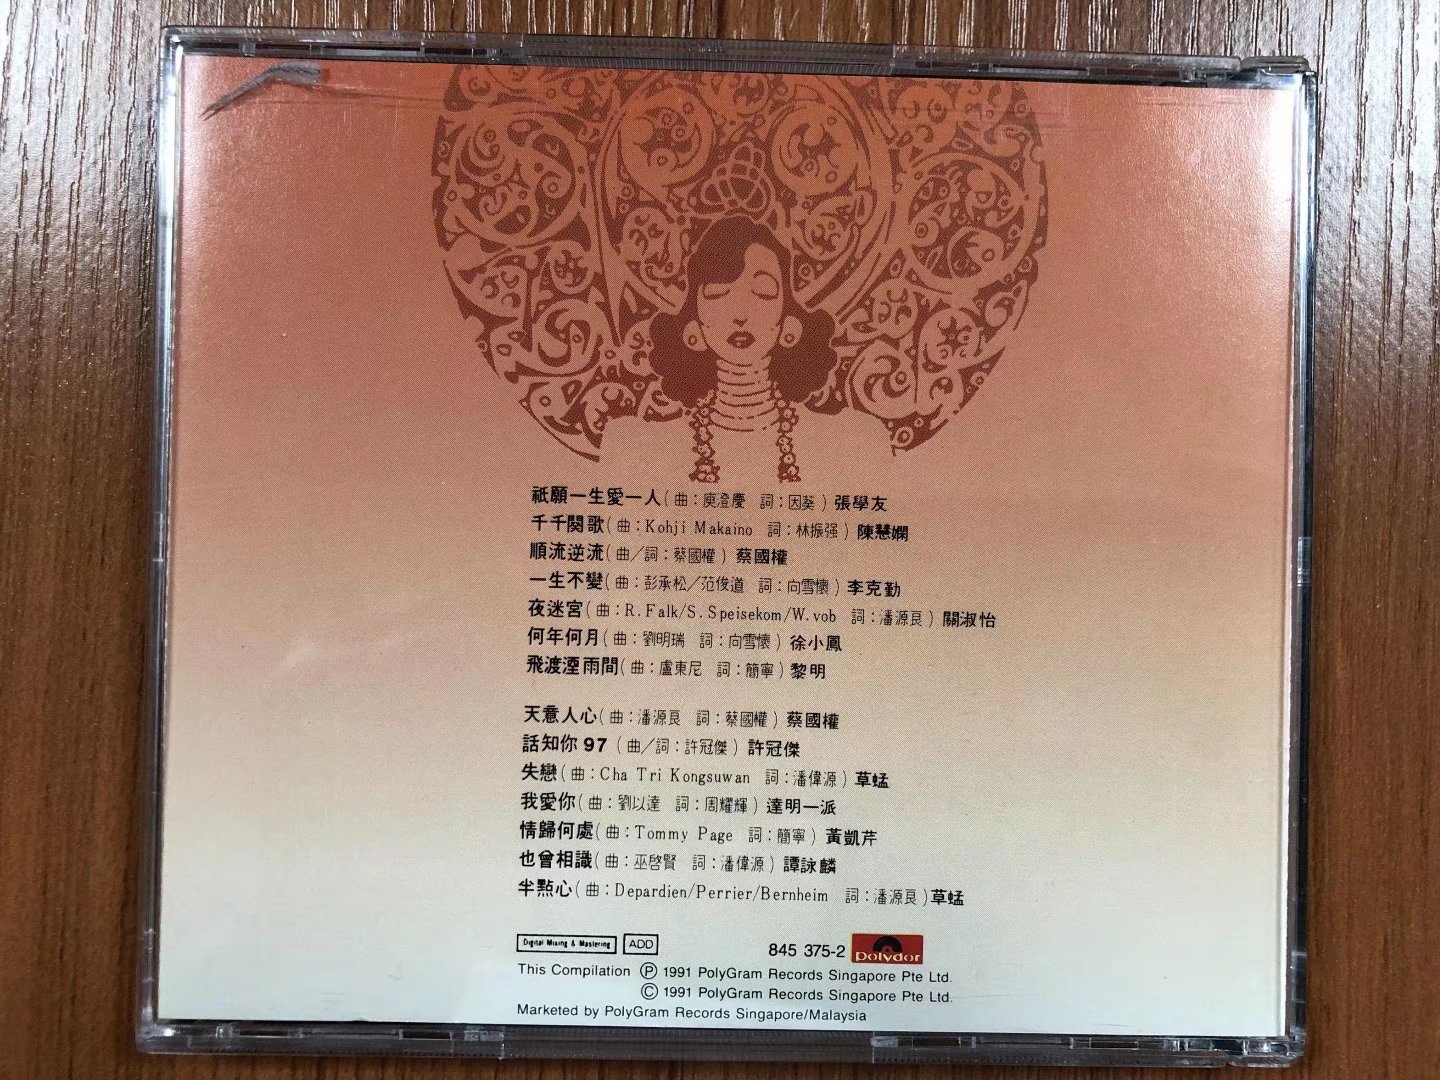 祇願一生愛一人(曲:庾澄慶 詞:因葵)張學友
千千闋歌(曲:Kohji Makaino 詞:林振强)陳慧嫻
順流逆流(曲/詞:蔡國權)蔡國權
一生不變(曲:彭承松/范俊道 詞:向雪懷)李克勤
夜迷宮(曲:R.Falk/S.Speisekom/W.vob 詞:潘源良)關淑怡
何年何月(曲:劉明瑞 詞:向雪懷)徐小鳳
飛渡湮雨間(曲:盧東尼 詞:簡寧)黎明
天意人心(曲:潘源良 詞:蔡國權)蔡國權
話知你97(曲/詞:許冠傑)許冠傑
失戀(曲:Cha Tri Kongsuwan 詞:潘偉源)草蜢
我愛你(曲:劉以達 詞:周耀輝)達明一派
情歸何處(曲:Tommy Page 詞:簡寧)黃凱芹
也曾相識(曲:巫啓賢 詞:潘偉源)譚詠麟
半點心(曲:Depardien/Perrier/Bernheim 詞:潘源良)草蜢
Digital Mixing & Mastering ADD 845 375-2 Polydor
This Compilation Ⓟ 1991 PolyGram Records Singapore Pte Ltd.
© 1991 PolyGram Records Singapore Pte Ltd.
Marketed by PolyGram Records Singapore/Malaysia